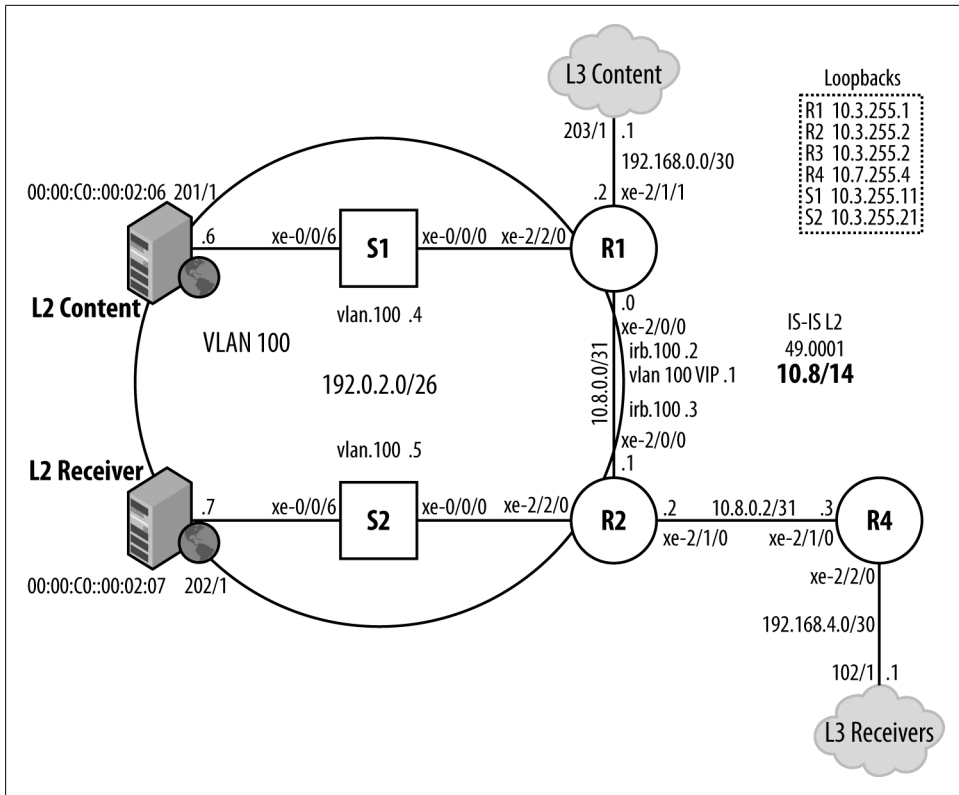 L3 Content
Loopbacks
R1 10.3.255.1
R2 10.3.255.2
R3 10.3.255.2
R4 10.7.255.4
S1 10.3.255.11
S2 10.3.255.21
203/1 .1
192.168.0.0/30
.2 xe-2/1/1
00:00:C0::00:02:06 201/1
.6 xe-0/0/6 S1 xe-0/0/0 xe-2/2/0 R1
L2 Content
vlan.100 .4
.0
xe-2/0/0
VLAN 100
10.8.0.0/31
irb.100 .2
vlan 100 VIP .1
IS-IS L2
49.0001
10.8/14
192.0.2.0/26
irb.100 .3
vlan.100 .5
xe-2/0/0
.1
L2 Receiver
.7 xe-0/0/6 S2 xe-0/0/0 xe-2/2/0 R2 .2 10.8.0.2/31 .3 R4
xe-2/1/0 xe-2/1/0
00:00:C0::00:02:07 202/1
xe-2/2/0
192.168.4.0/30
102/1 .1
L3 Receivers